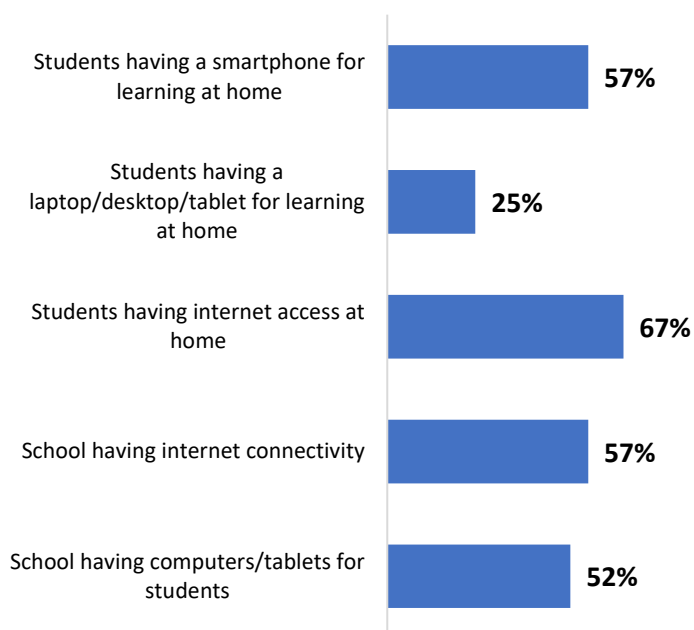 Students having a smartphone for
learning at home
57%
Students having a
laptop/desktop/tablet for learning
at home
25%
Students having internet access at
home
67%
School having internet connectivity
57%
School having computers/tablets for
students
52%